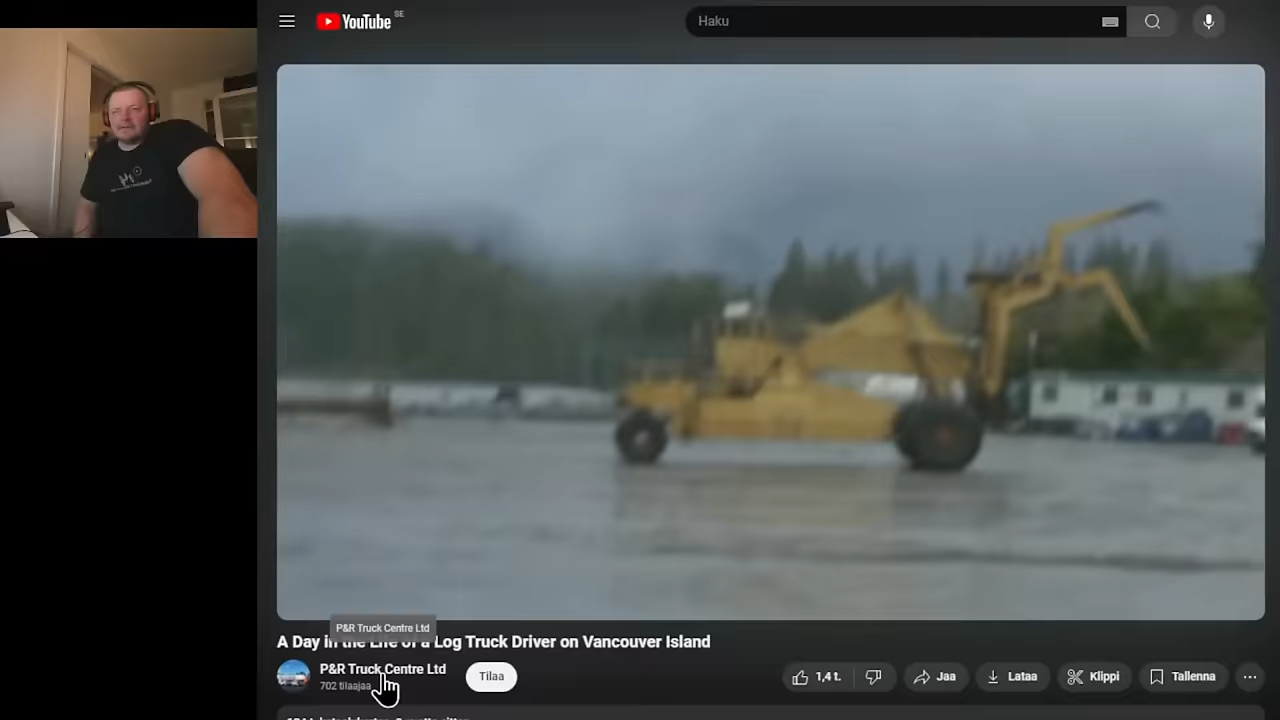 YouTube SE
Haku
P&R Truck Centre Ltd
A Day in the Life of a Log Truck Driver on Vancouver Island
P&R Truck Centre Ltd
702 tilaajaa
Tilaa
1,4 t.
Jaa
Lataa
Klippi
Tallenna